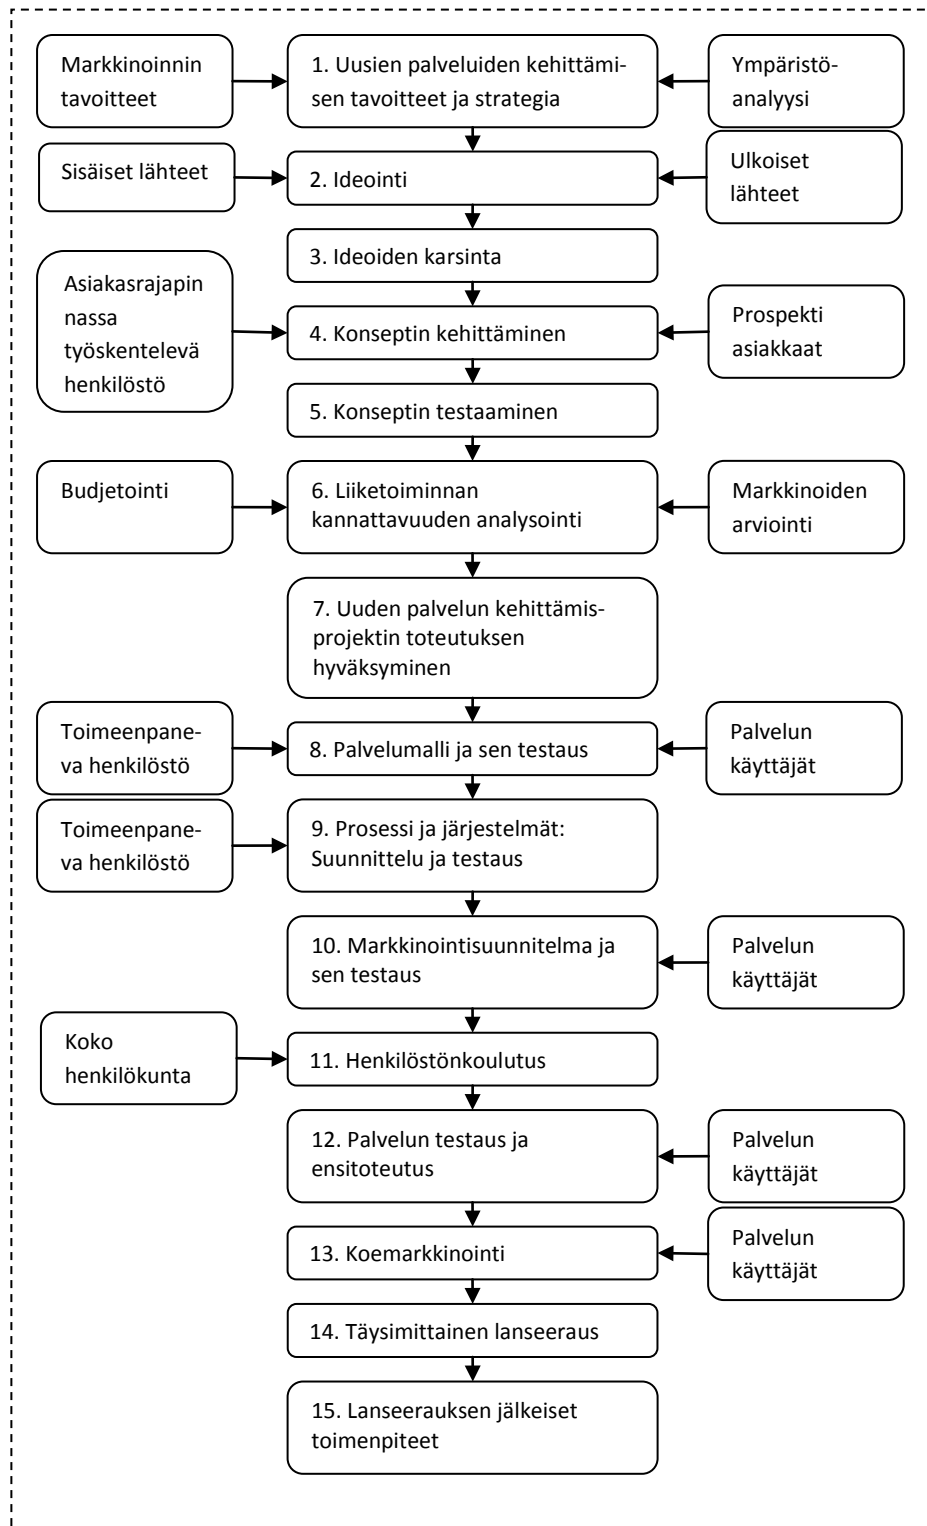 Markkinoinnin
tavoitteet
1. Uusien palveluiden kehittämi-
sen tavoitteet ja strategia
Ympäristö-
analyysi
Sisäiset lähteet
2. Ideointi
Ulkoiset
lähteet
3. Ideoiden karsinta
Asiakasrajapin
nassa
työskentelevä
henkilöstö
4. Konseptin kehittäminen
Prospekti
asiakkaat
5. Konseptin testaaminen
Budjetointi
6. Liiketoiminnan
kannattavuuden analysointi
Markkinoiden
arviointi
7. Uuden palvelun kehittämis-
projektin toteutuksen
hyväksyminen
Toimeenpane-
va henkilöstö
8. Palvelumalli ja sen testaus
Palvelun
käyttäjät
Toimeenpane-
va henkilöstö
9. Prosessi ja järjestelmät:
Suunnittelu ja testaus
10. Markkinointisuunnitelma ja
sen testaus
Palvelun
käyttäjät
Koko
henkilökunta
11. Henkilöstönkoulutus
12. Palvelun testaus ja
ensitoteutus
Palvelun
käyttäjät
13. Koemarkkinointi
Palvelun
käyttäjät
14. Täysimittainen lanseeraus
15. Lanseerauksen jälkeiset
toimenpiteet